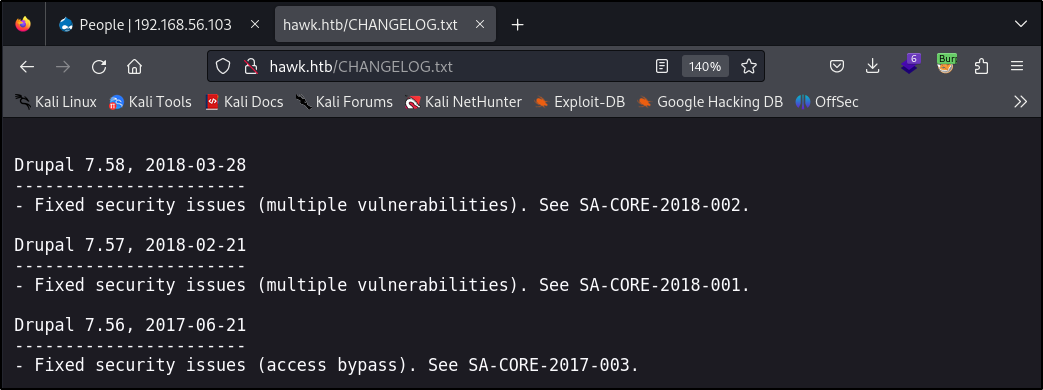 People | 192.168.56.103
hawk.htb/CHANGELOG.txt
hawk.htb/CHANGELOG.txt
140%
6
Bur
Kali Linux
Kali Tools
Kali Docs
Kali Forums
Kali NetHunter
Exploit-DB
Google Hacking DB
OffSec
Drupal 7.58, 2018-03-28
-----------------------
- Fixed security issues (multiple vulnerabilities). See SA-CORE-2018-002.
Drupal 7.57, 2018-02-21
-----------------------
- Fixed security issues (multiple vulnerabilities). See SA-CORE-2018-001.
Drupal 7.56, 2017-06-21
-----------------------
- Fixed security issues (access bypass). See SA-CORE-2017-003.